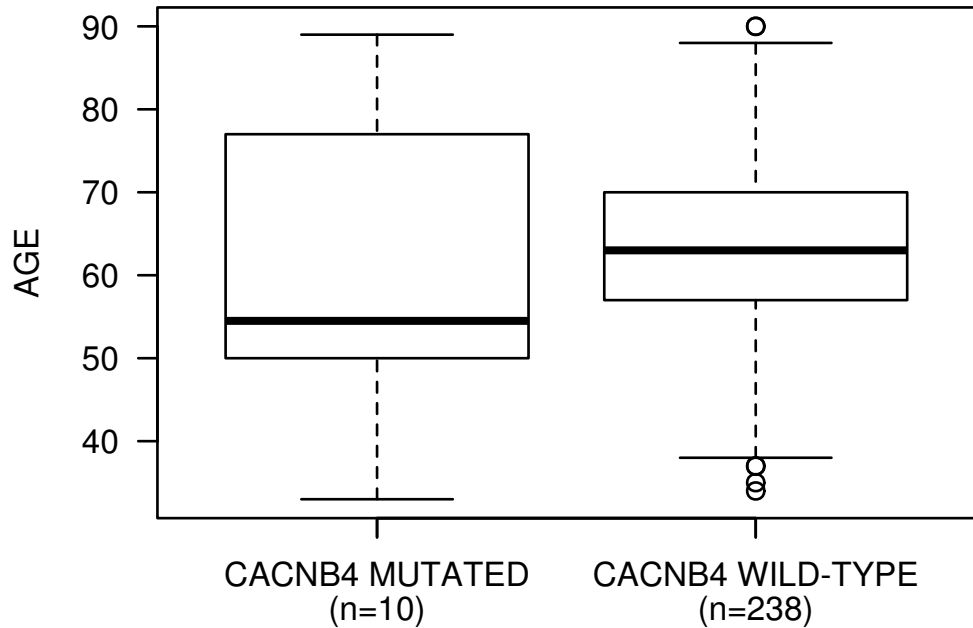 90
80
70
60
50
40
AGE
CACNB4 MUTATED
(n=10)
CACNB4 WILD-TYPE
(n=238)